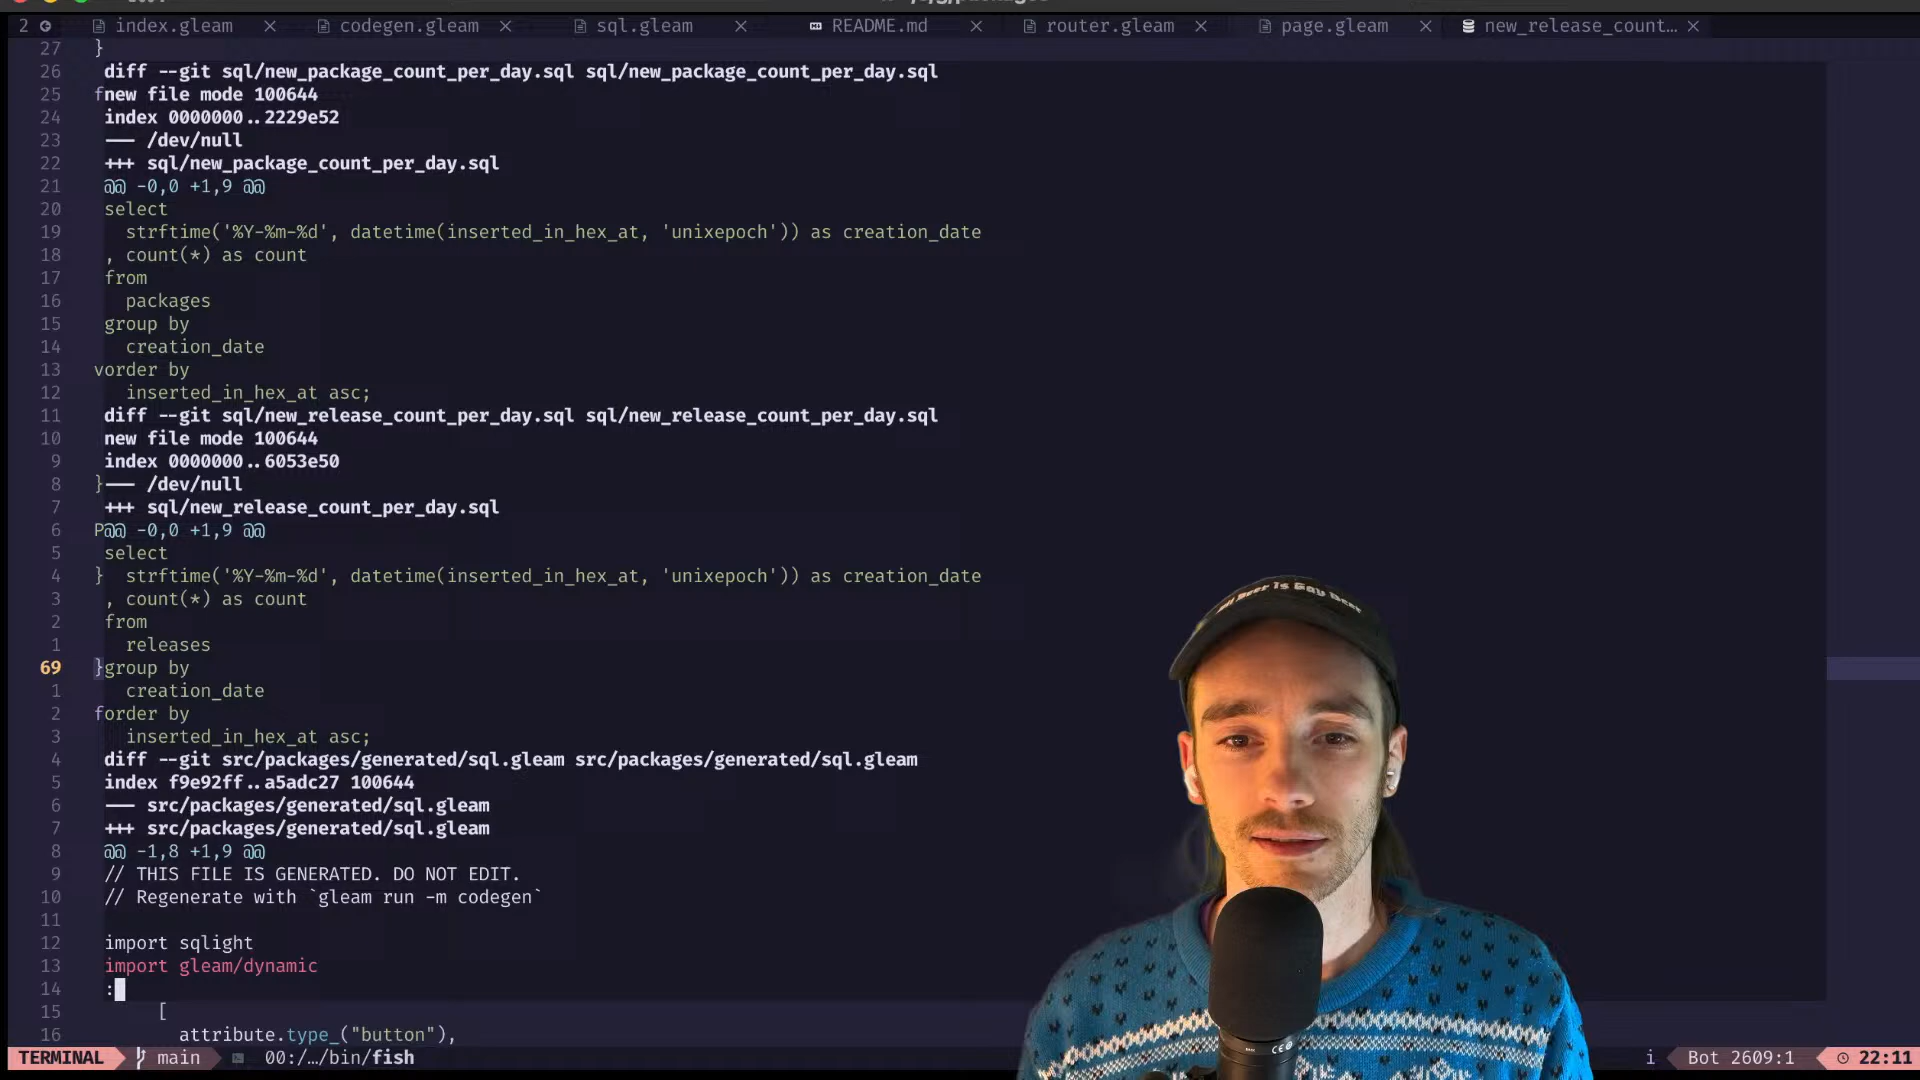 2 index.gleam codegen.gleam sql.gleam README.md router.gleam page.gleam new_release_count…
27 }
26 diff --git sql/new_package_count_per_day.sql sql/new_package_count_per_day.sql
25 fnew file mode 100644
24 index 0000000..2229e52
23 --- /dev/null
22 +++ sql/new_package_count_per_day.sql
21 @@ -0,0 +1,9 @@
20 select
19 strftime('%Y-%m-%d', datetime(inserted_in_hex_at, 'unixepoch')) as creation_date
18 , count(*) as count
17 from
16 packages
15 group by
14 creation_date
13 vorder by
12 inserted_in_hex_at asc;
11 diff --git sql/new_release_count_per_day.sql sql/new_release_count_per_day.sql
10 new file mode 100644
9 index 0000000..6053e50
8 }--- /dev/null
7 +++ sql/new_release_count_per_day.sql
6 P@@ -0,0 +1,9 @@
5 select
4 } strftime('%Y-%m-%d', datetime(inserted_in_hex_at, 'unixepoch')) as creation_date
3 , count(*) as count
2 from
1 releases
69 }group by
1 creation_date
2 forder by
3 inserted_in_hex_at asc;
4 diff --git src/packages/generated/sql.gleam src/packages/generated/sql.gleam
5 index f9e92ff..a5adc27 100644
6 --- src/packages/generated/sql.gleam
7 +++ src/packages/generated/sql.gleam
8 @@ -1,8 +1,9 @@
9 // THIS FILE IS GENERATED. DO NOT EDIT.
10 // Regenerate with `gleam run -m codegen`
11
12 import sqlight
13 import gleam/dynamic
14 :
15 [
16 attribute.type_("button"),
TERMINAL main 00:/…/bin/fish i Bot 2609:1 22:11